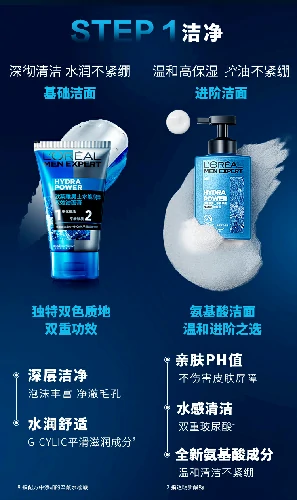 STEP 1 洁净
深彻清洁 水润不紧绷
基础洁面
温和高保湿 控油不紧绷
进阶洁面
L'ORÉAL
MEN EXPERT
HYDRA
POWER
2
L'ORÉAL
MEN EXPERT
HYDRA
POWER
独特双色质地
双重功效
氨基酸洁面
温和进阶之选
深层洁净
泡沫丰富 净澈毛孔
水润舒适
G-CYLIC平滑滋润成分
亲肤PH值
不伤害皮肤屏障
水感清洁
双重玻尿酸
全新氨基酸成分
温和清洁不紧绷